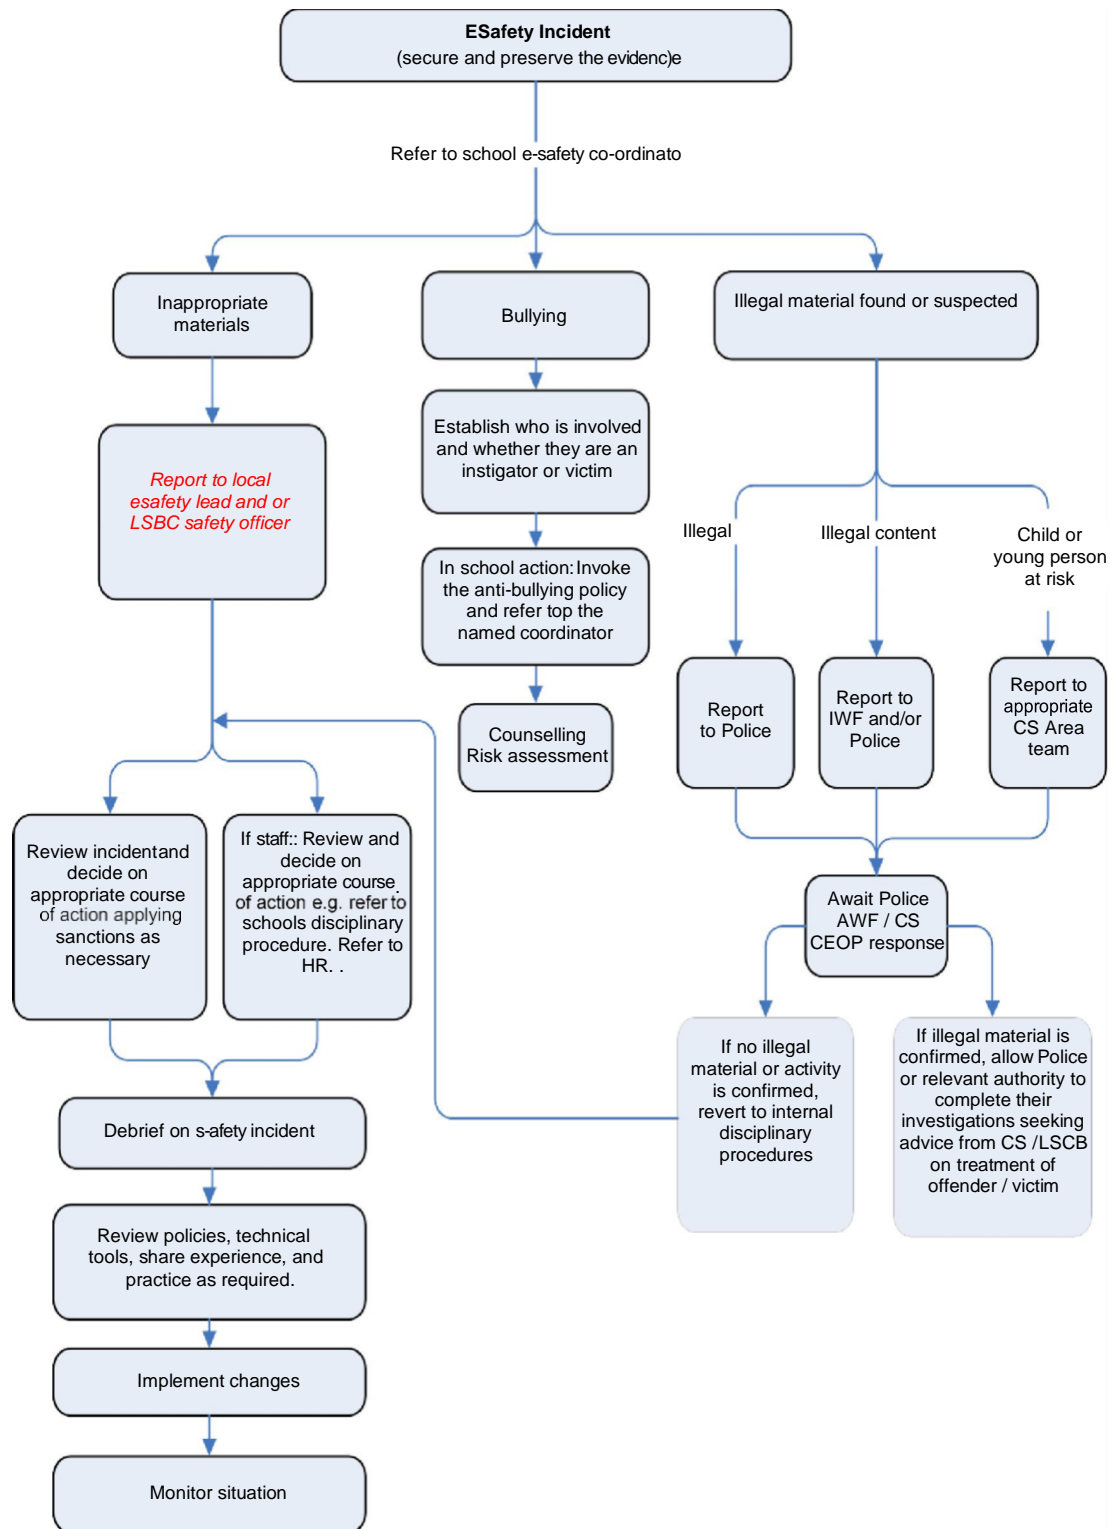 ESafety Incident
(secure and preserve the evidenc)e
Refer to school e-safety co-ordinato
Inappropriate
materials
Bullying
Illegal material found or suspected
Report to local
esafety lead and or
LSBC safety officer
Establish who is involved
and whether they are an
instigator or victim
In school action: Invoke
the anti-bullying policy
and refer top the
named coordinator
Counselling
Risk assessment
Illegal
Illegal content
Child or
young person
at risk
Report
to Police
Report to
IWF and/or
Police
Report to
appropriate
CS Area
team
Await Police
AWF / CS
CEOP response
If no illegal
material or activity
is confirmed,
revert to internal
disciplinary
procedures
If illegal material is
confirmed, allow Police
or relevant authority to
complete their
investigations seeking
advice from CS /LSCB
on treatment of
offender / victim
Review incidentand
decide on
appropriate course
of action applying
sanctions as
necessary
If staff:: Review and
decide on
appropriate course.
of action e.g. refer to
schools disciplinary
procedure. Refer to
HR. .
Debrief on s-afety incident
Review policies, technical
tools, share experience, and
practice as required.
Implement changes
Monitor situation